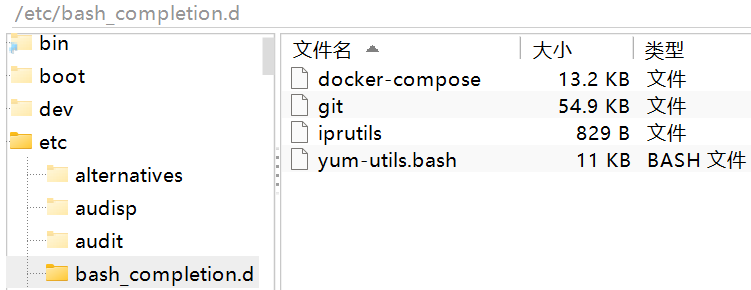 /etc/bash_completion.d
bin
boot
dev
etc
alternatives
audisp
audit
bash_completion.d
文件名 大小 类型
docker-compose 13.2 KB 文件
git 54.9 KB 文件
iprutils 829 B 文件
yum-utils.bash 11 KB BASH 文件